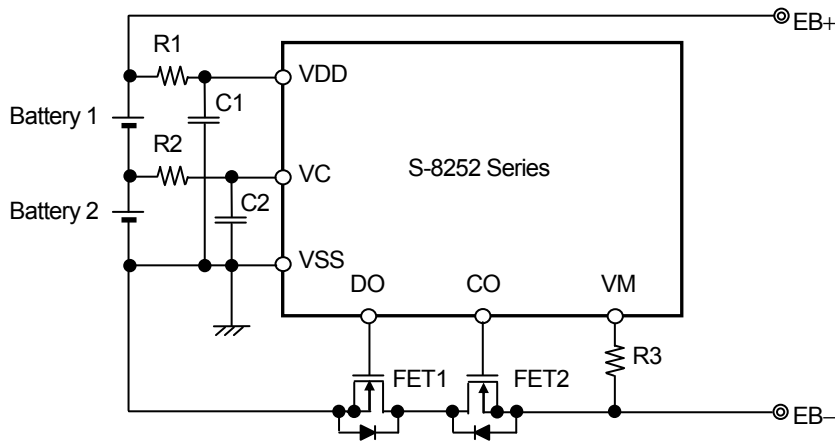 EB+
R1
VDD
C1
Battery 1
R2
VC
S-8252 Series
Battery 2
C2
VSS
DO
CO
VM
R3
FET1
FET2
EB−